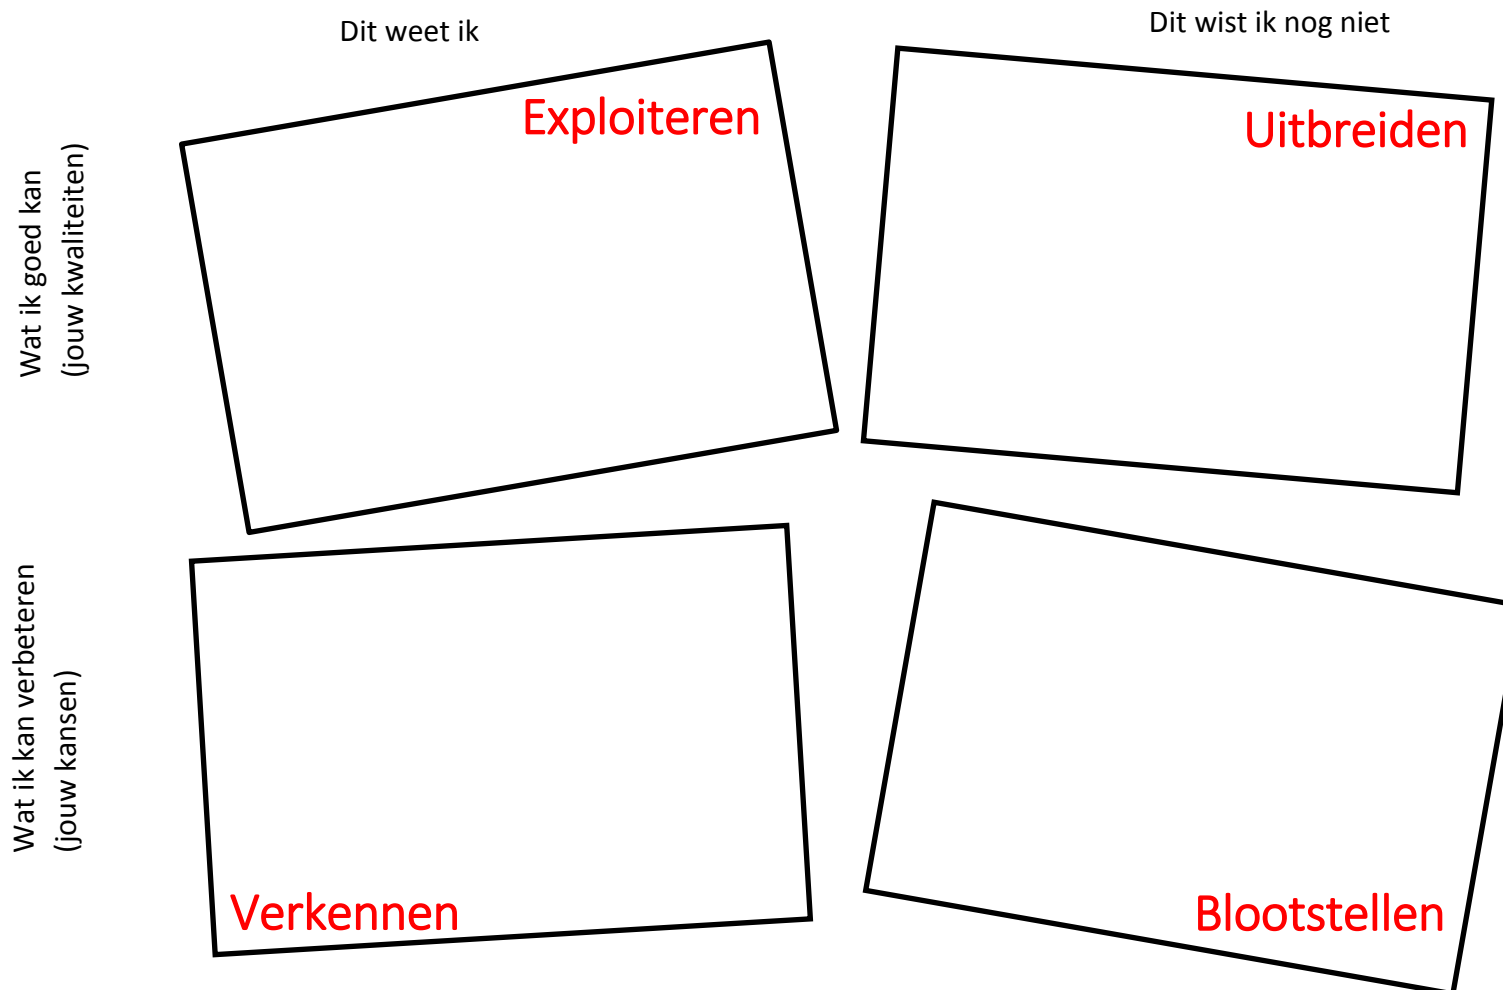 Dit weet ik
Dit wist ik nog niet
Wat ik goed kan
(jouw kwaliteiten)
Exploiteren
Uitbreiden
Wat ik kan verbeteren
(jouw kansen)
Verkennen
Blootstellen